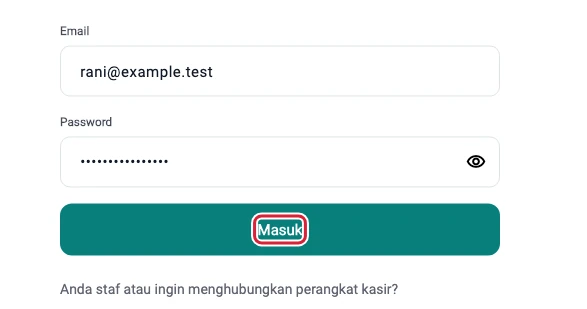 Email
rani@example.test
Password
••••••••••••••••
Masuk
Anda staf atau ingin menghubungkan perangkat kasir?